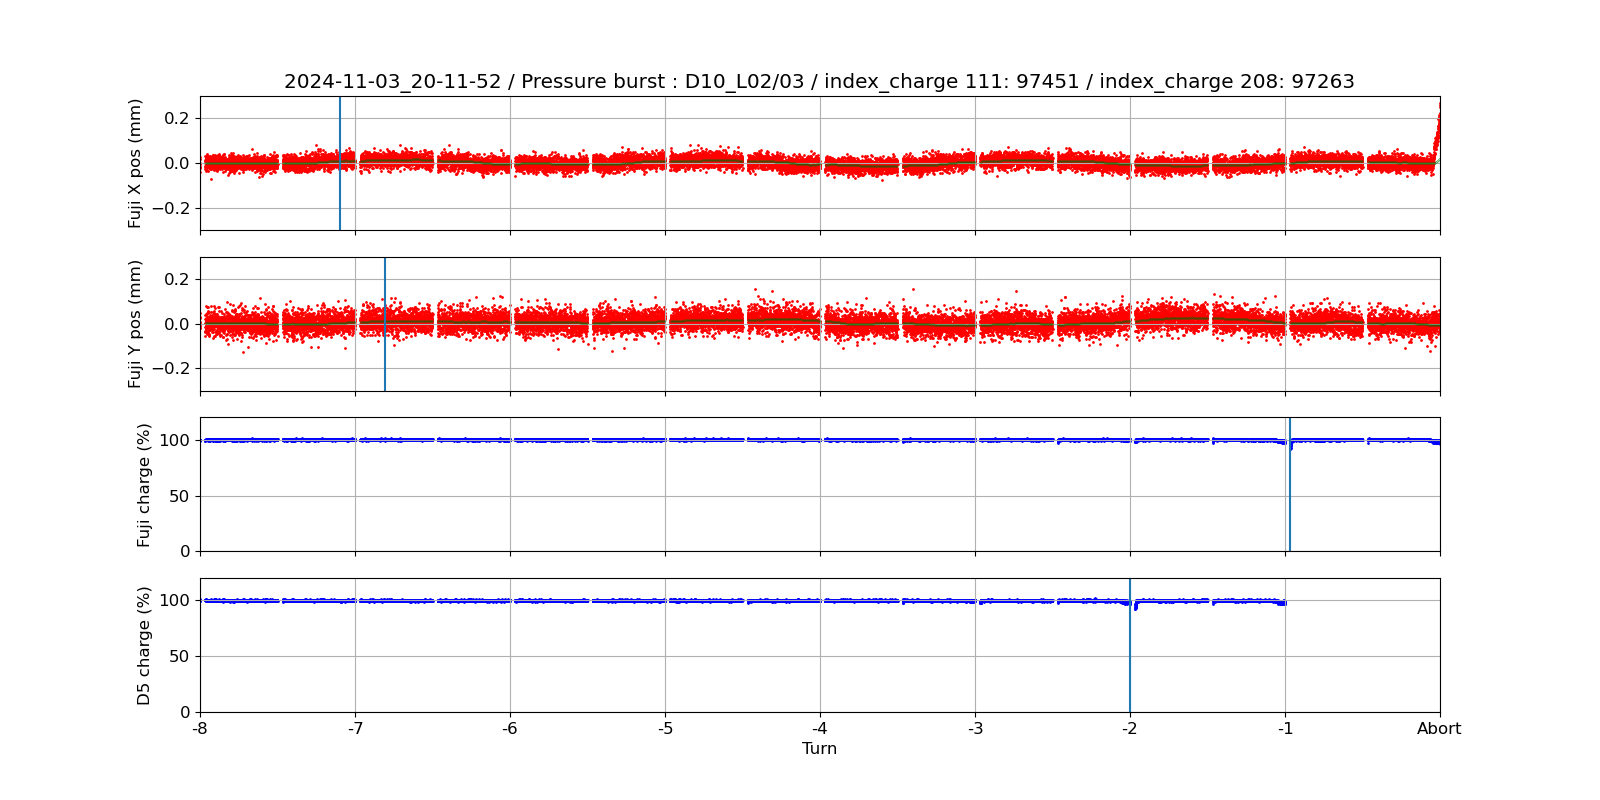 2024-11-03_20-11-52 / Pressure burst : D10_L02/03 / index_charge 111: 97451 / index_charge 208: 97263
Fuji X pos (mm)
0.2
0.0
−0.2
Fuji Y pos (mm)
0.2
0.0
−0.2
Fuji charge (%)
100
50
0
D5 charge (%)
100
50
0
-8 -7 -6 -5 -4 -3 -2 -1 Abort
Turn